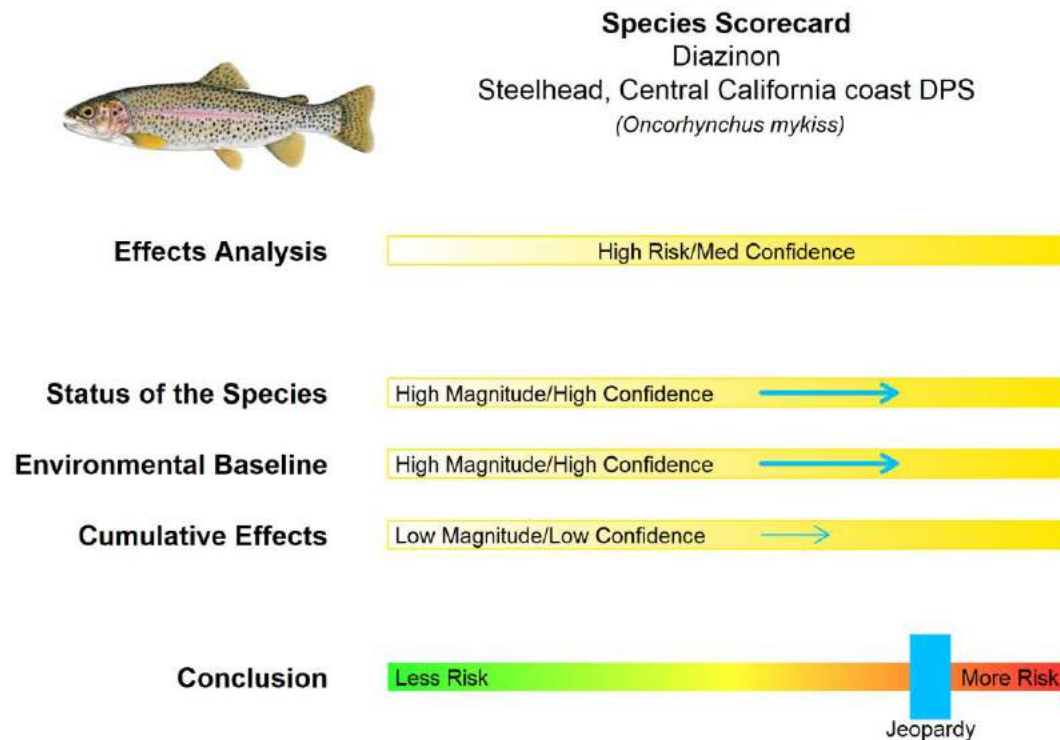 Species Scorecard
Diazinon
Steelhead, Central California coast DPS
(Oncorhynchus mykiss)
Effects Analysis
High Risk/Med Confidence
Status of the Species
High Magnitude/High Confidence
Environmental Baseline
High Magnitude/High Confidence
Cumulative Effects
Low Magnitude/Low Confidence
Conclusion
Less Risk
More Risk
Jeopardy